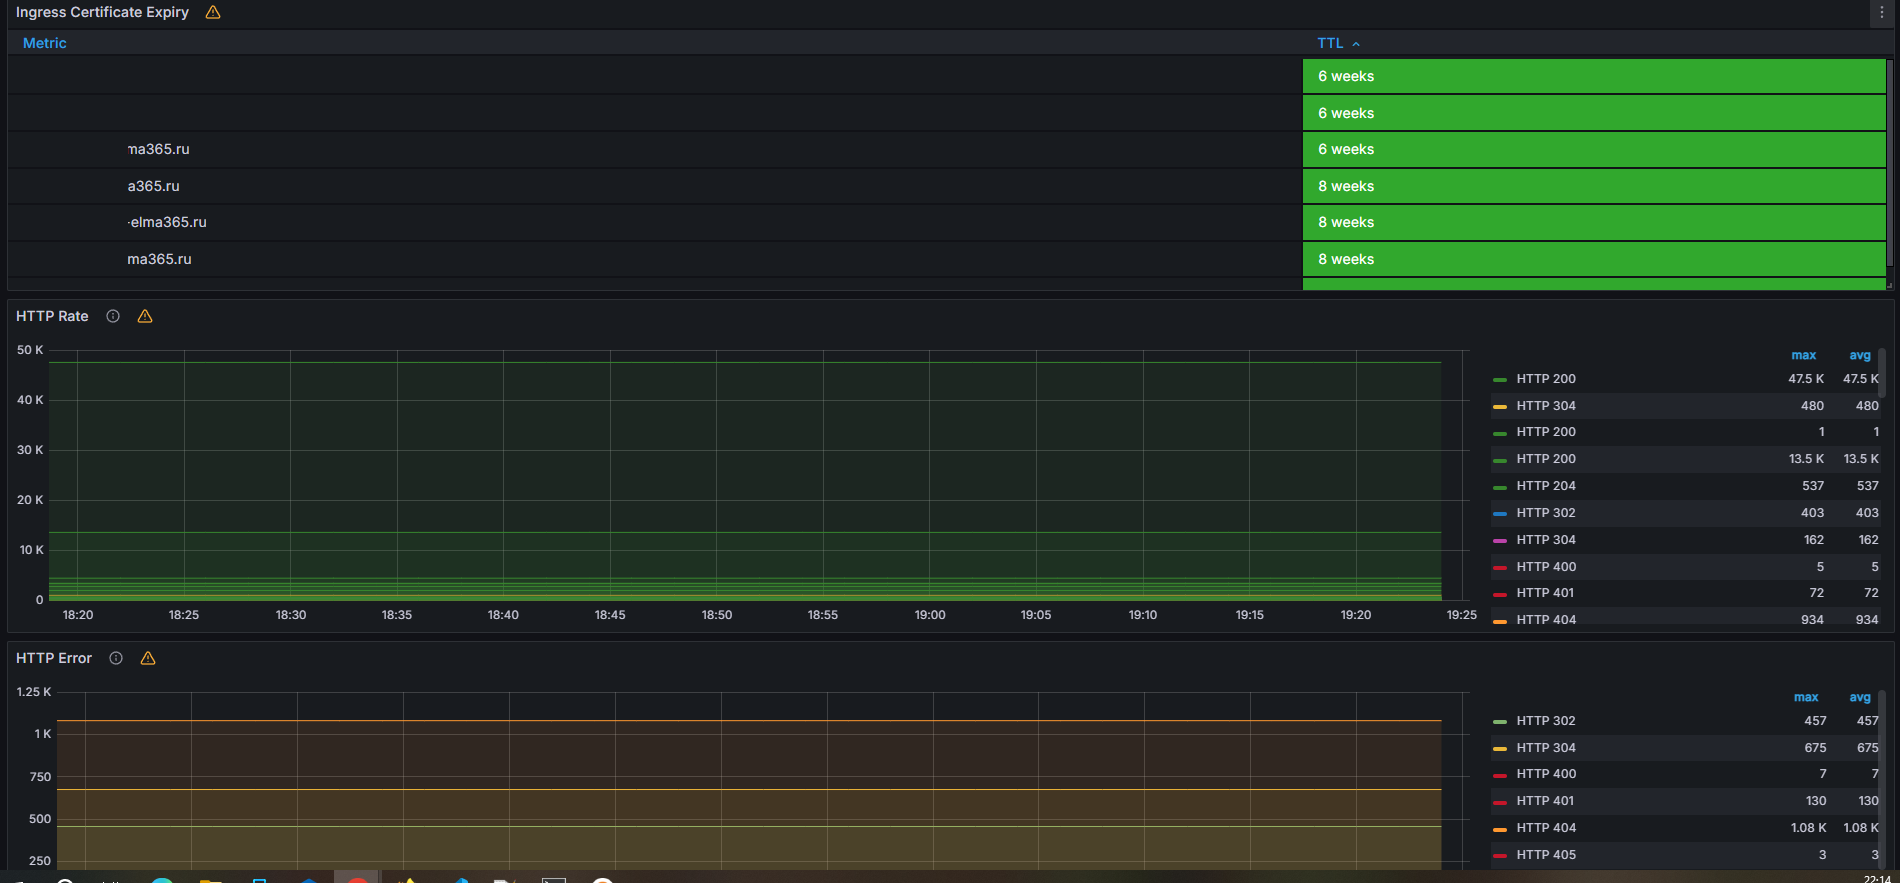 Ingress Certificate Expiry
Metric TTL
6 weeks
6 weeks
ma365.ru 6 weeks
a365.ru 8 weeks
-elma365.ru 8 weeks
ma365.ru 8 weeks
HTTP Rate
50 K
40 K
30 K
20 K
10 K
0
18:20 18:25 18:30 18:35 18:40 18:45 18:50 18:55 19:00 19:05 19:10 19:15 19:20 19:25
max avg
HTTP 200 47.5 K 47.5 K
HTTP 304 480 480
HTTP 200 1 1
HTTP 200 13.5 K 13.5 K
HTTP 204 537 537
HTTP 302 403 403
HTTP 304 162 162
HTTP 400 5 5
HTTP 401 72 72
HTTP 404 934 934
HTTP Error
1.25 K
1 K
750
500
250
max avg
HTTP 302 457 457
HTTP 304 675 675
HTTP 400 7 7
HTTP 401 130 130
HTTP 404 1.08 K 1.08 K
HTTP 405 3 3
22:14